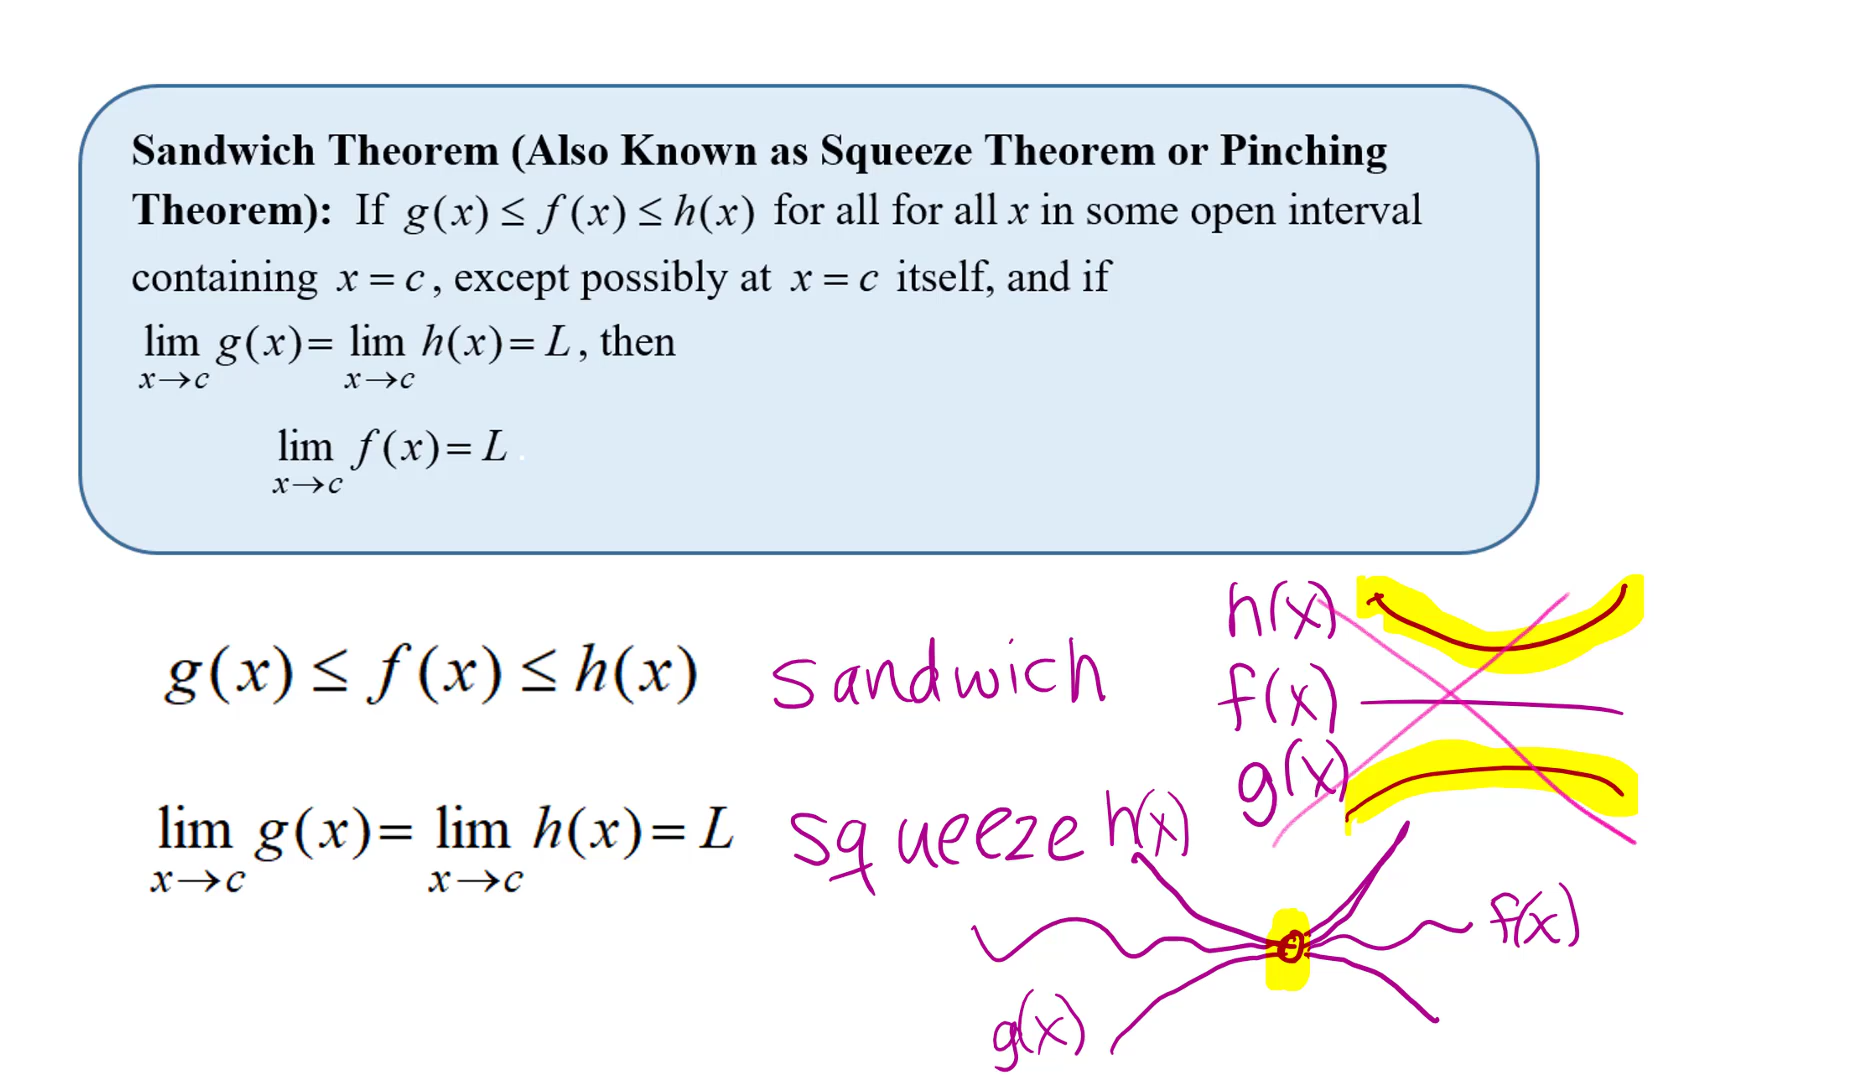 Sandwich Theorem (Also Known as Squeeze Theorem or Pinching
Theorem): If g(x) ≤ f(x) ≤ h(x) for all for all x in some open interval
containing x = c, except possibly at x = c itself, and if
lim g(x) = lim h(x) = L, then
x→c x→c
lim f(x) = L
x→c
h(x)
g(x) ≤ f(x) ≤ h(x) sandwich f(x)
g(x)
lim g(x) = lim h(x) = L squeeze h(x)
x→c x→c
f(x)
g(x)